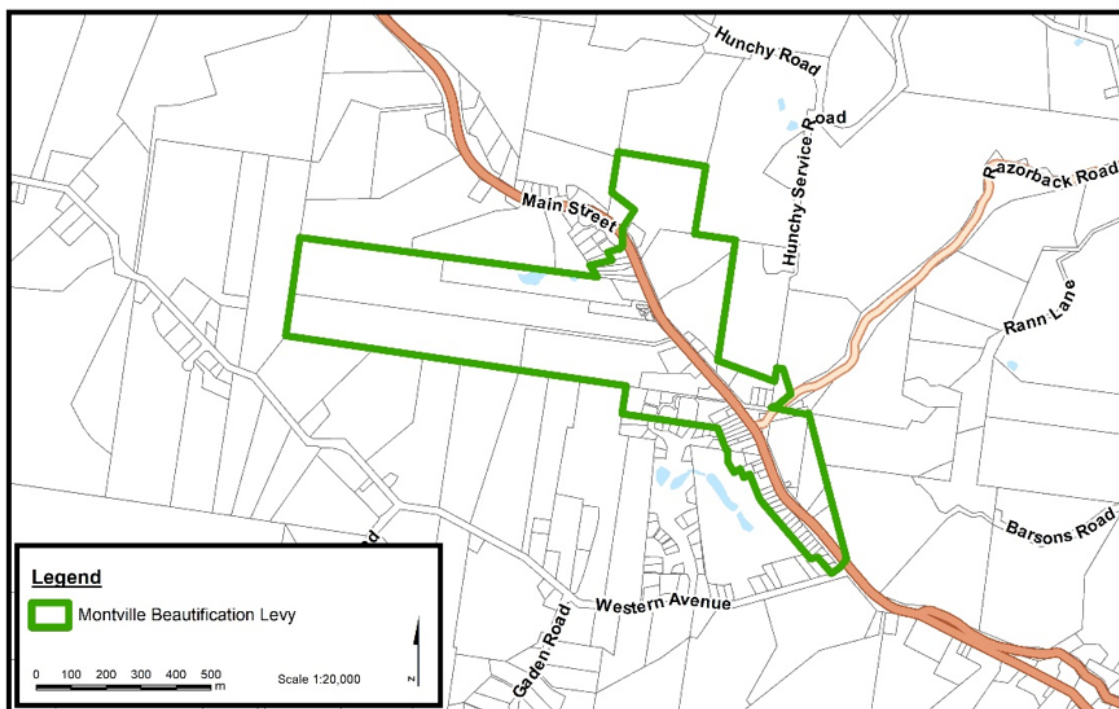 Hunchy Road
Hunchy Service Road
Razorback Road
Main Street
Rann Lane
Barsons Road
Western Avenue
Gaden Road
Legend
Montville Beautification Levy
0 100 200 300 400 500
m
Scale 1:20,000
N